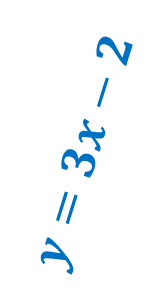 y = 3x − 2